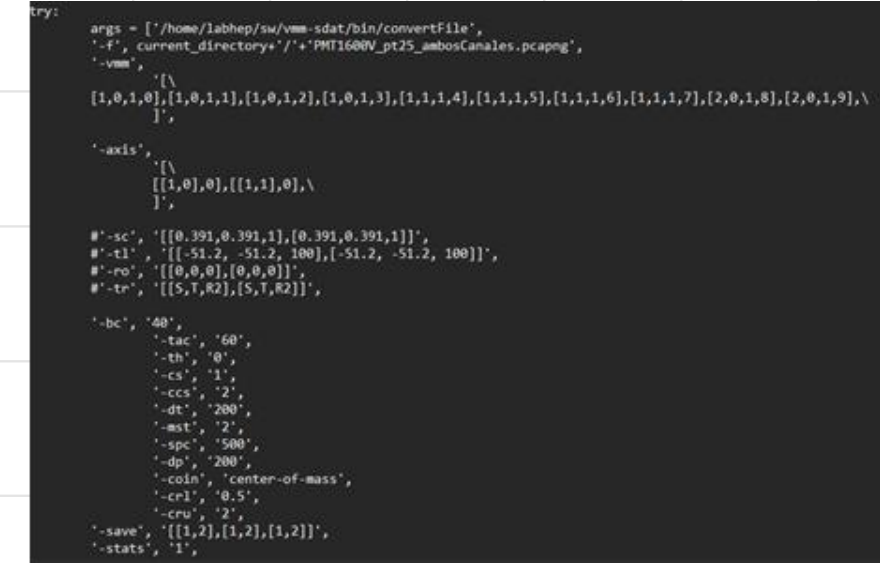 try:
args = ['/home/labhep/sw/vmm-sdat/bin/convertFile',
'-f', current_directory+'/'+'PMT1600V_pt25_ambosCanales.pcapng',
'-vmm',
'[\
[1,0,1,0],[1,0,1,1],[1,0,1,2],[1,0,1,3],[1,1,1,4],[1,1,1,5],[1,1,1,6],[1,1,1,7],[2,0,1,8],[2,0,1,9],\
]',
'-axis',
'[\
[[1,0],0],[[1,1],0],\
]',
#'-sc', '[[0.391,0.391,1],[0.391,0.391,1]]',
#'-tl' , '[[-51.2, -51.2, 100],[-51.2, -51.2, 100]]',
#'-ro', '[[0,0,0],[0,0,0]]',
#'-tr', '[[S,T,R2],[S,T,R2]]',
'-bc', '40',
'-tac', '60',
'-th', '0',
'-cs', '1',
'-ccs', '2',
'-dt', '200',
'-mst', '2',
'-spc', '500',
'-dp', '200',
'-coin', 'center-of-mass',
'-crl', '0.5',
'-cru', '2',
'-save', '[[1,2],[1,2],[1,2]]',
'-stats', '1',